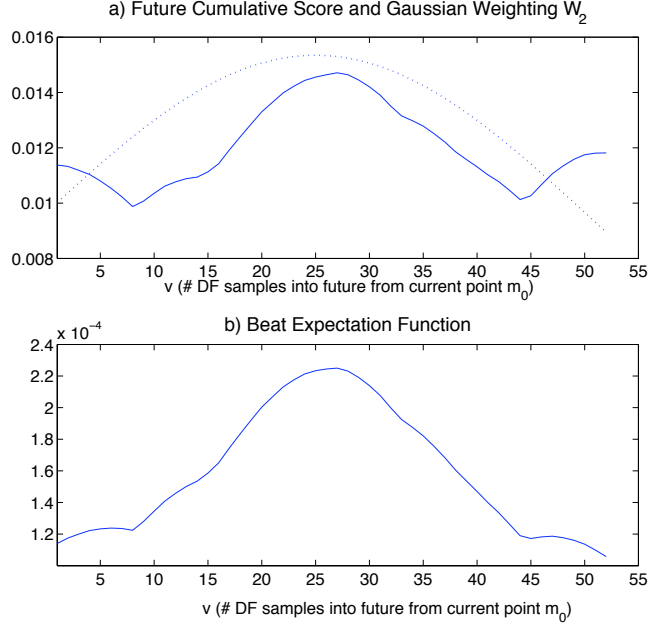 a) Future Cumulative Score and Gaussian Weighting W_2
0.016
0.014
0.012
0.01
0.008
5 10 15 20 25 30 35 40 45 50 55
v (# DF samples into future from current point m_0)
b) Beat Expectation Function
x 10^-4
2.4
2.2
2
1.8
1.6
1.4
1.2
5 10 15 20 25 30 35 40 45 50 55
v (# DF samples into future from current point m_0)